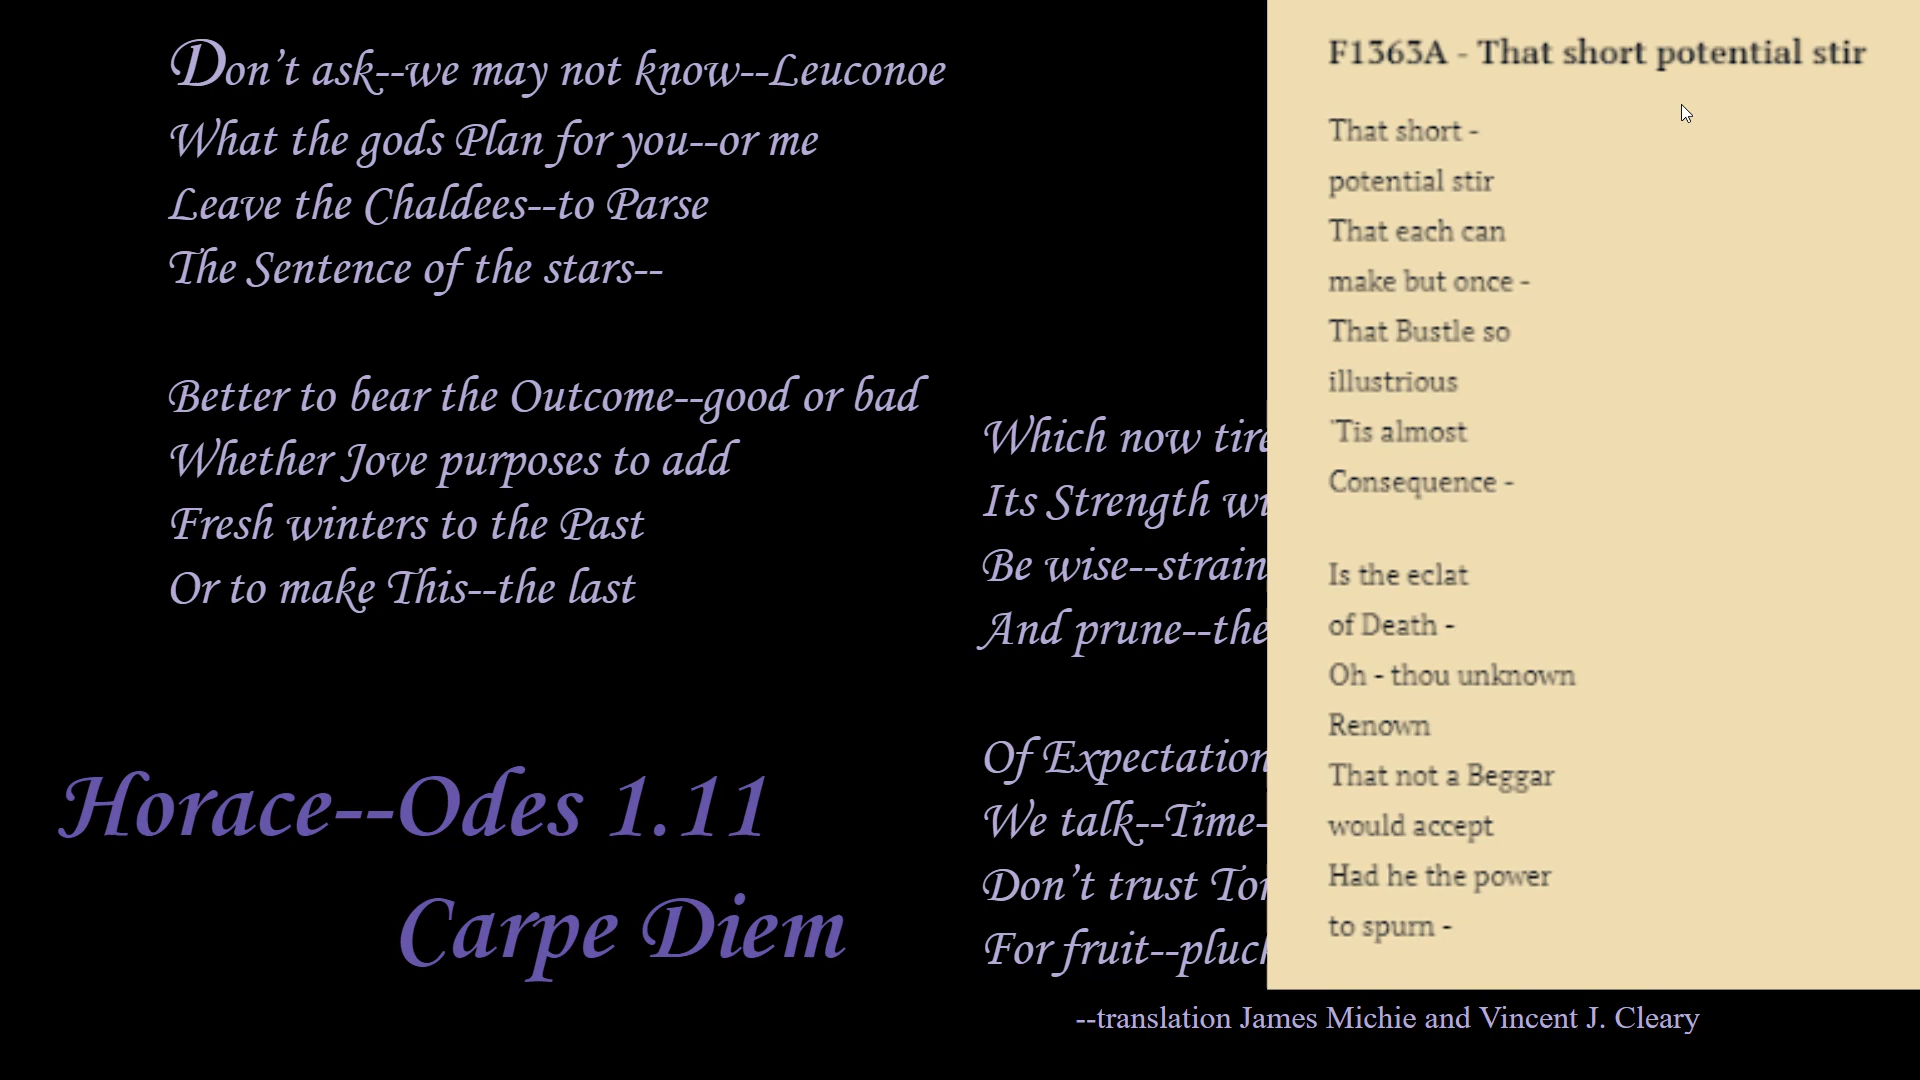 Don't ask--we may not know--Leuconoe
What the gods Plan for you--or me
Leave the Chaldees--to Parse
The Sentence of the stars--
Better to bear the Outcome--good or bad
Whether Jove purposes to add
Fresh winters to the Past
Or to make This--the last
Horace--Odes 1.11
Carpe Diem
Which now
Its Strength
Be wise--strain
And prune--the
Of Expectation
We talk--Time-
Don't trust
For fruit--
--translation James Michie and Vincent J. Cleary
F1363A - That short potential stir
That short -
potential stir
That each can
make but once -
That Bustle so
illustrious
'Tis almost
Consequence -
Is the eclat
of Death -
Oh - thou unknown
Renown
That not a Beggar
would accept
Had he the power
to spurn -